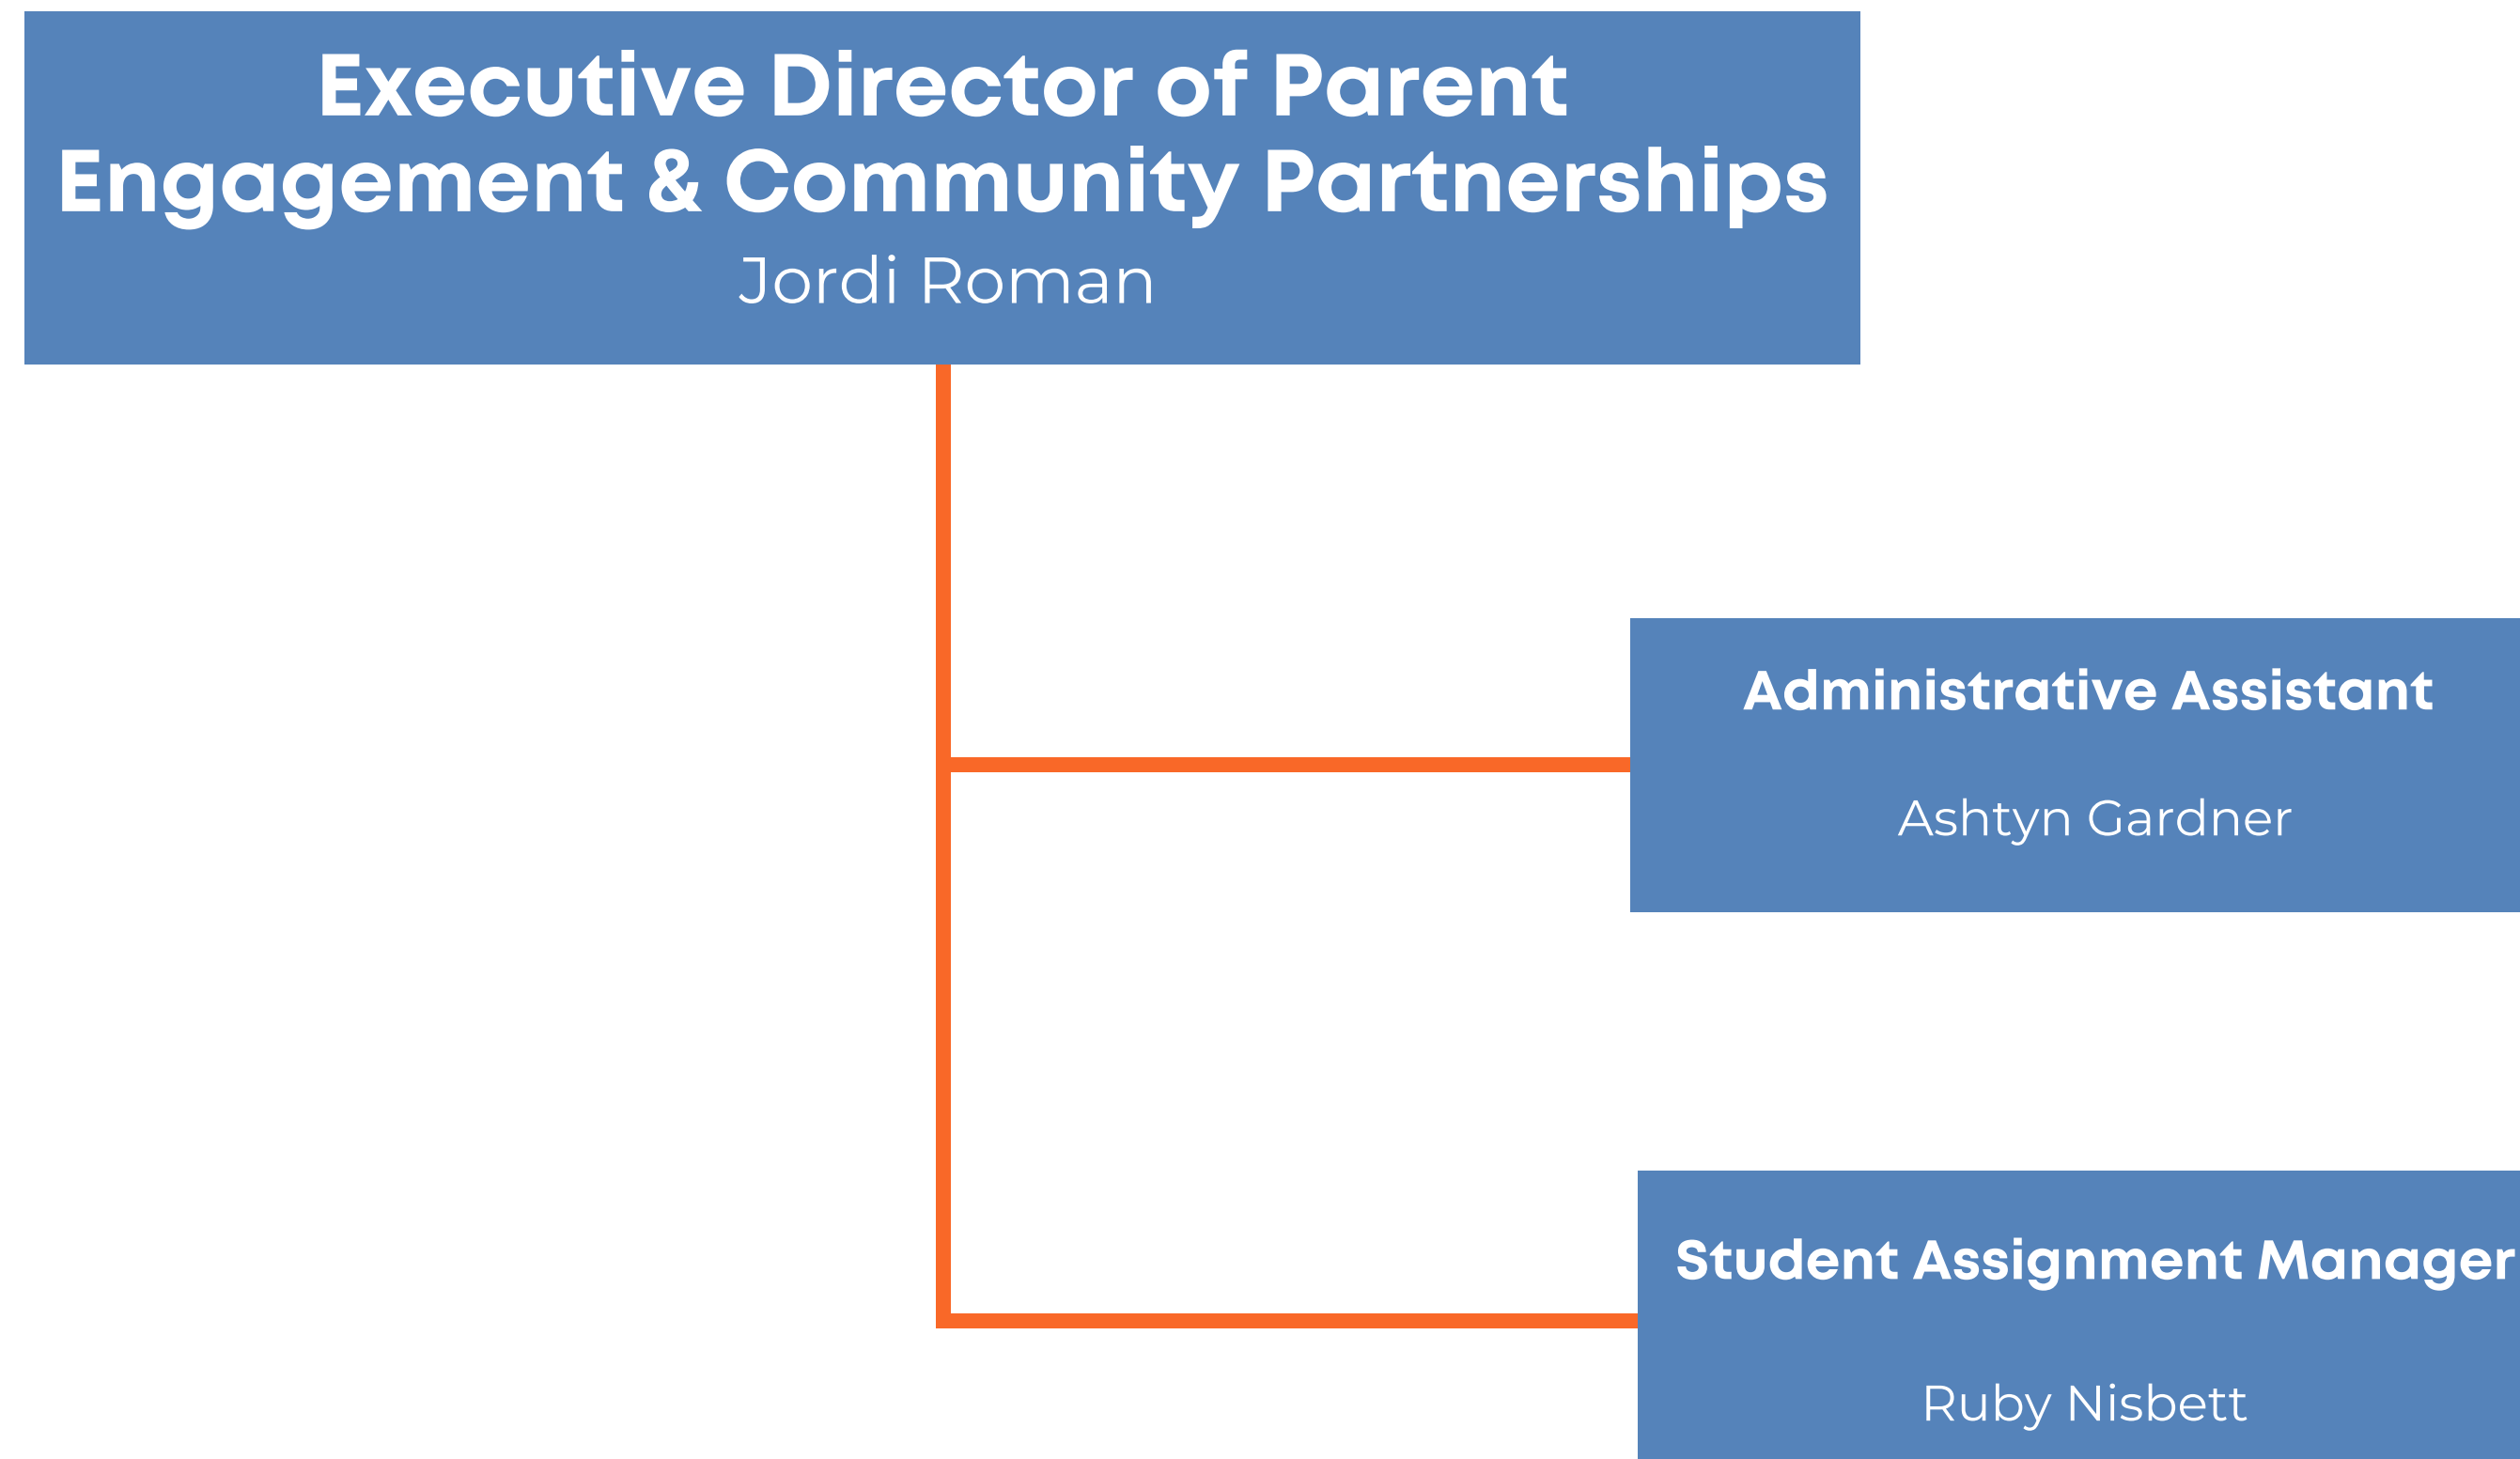 Executive Director of Parent
Engagement & Community Partnerships
Jordi Roman
Administrative Assistant
Ashtyn Gardner
Student Assignment Manager
Ruby Nisbett